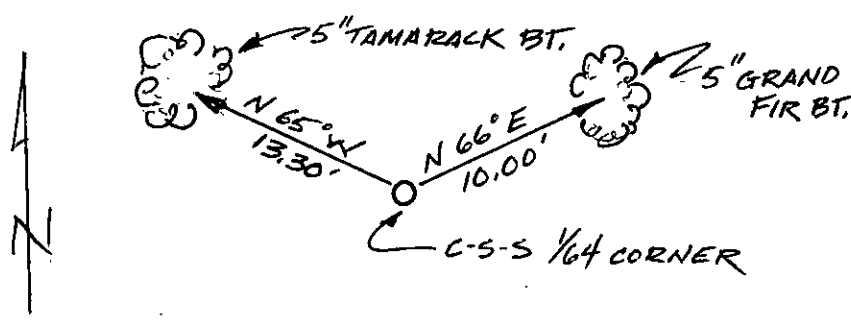 5" TAMARACK BT.
5" GRAND
FIR BT.
N 65° W
13.30'
N 66° E
10.00'
C-S-S 1/64 CORNER
N